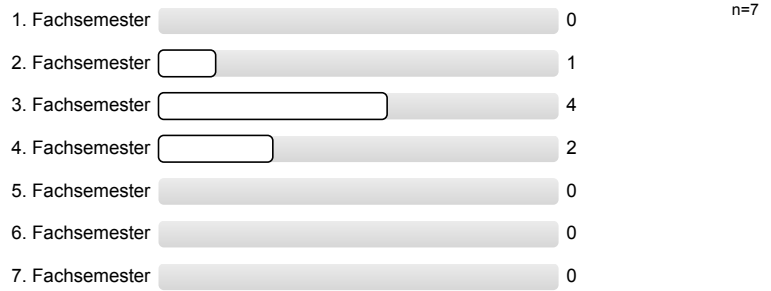 1. Fachsemester 0 n=7
2. Fachsemester 1
3. Fachsemester 4
4. Fachsemester 2
5. Fachsemester 0
6. Fachsemester 0
7. Fachsemester 0